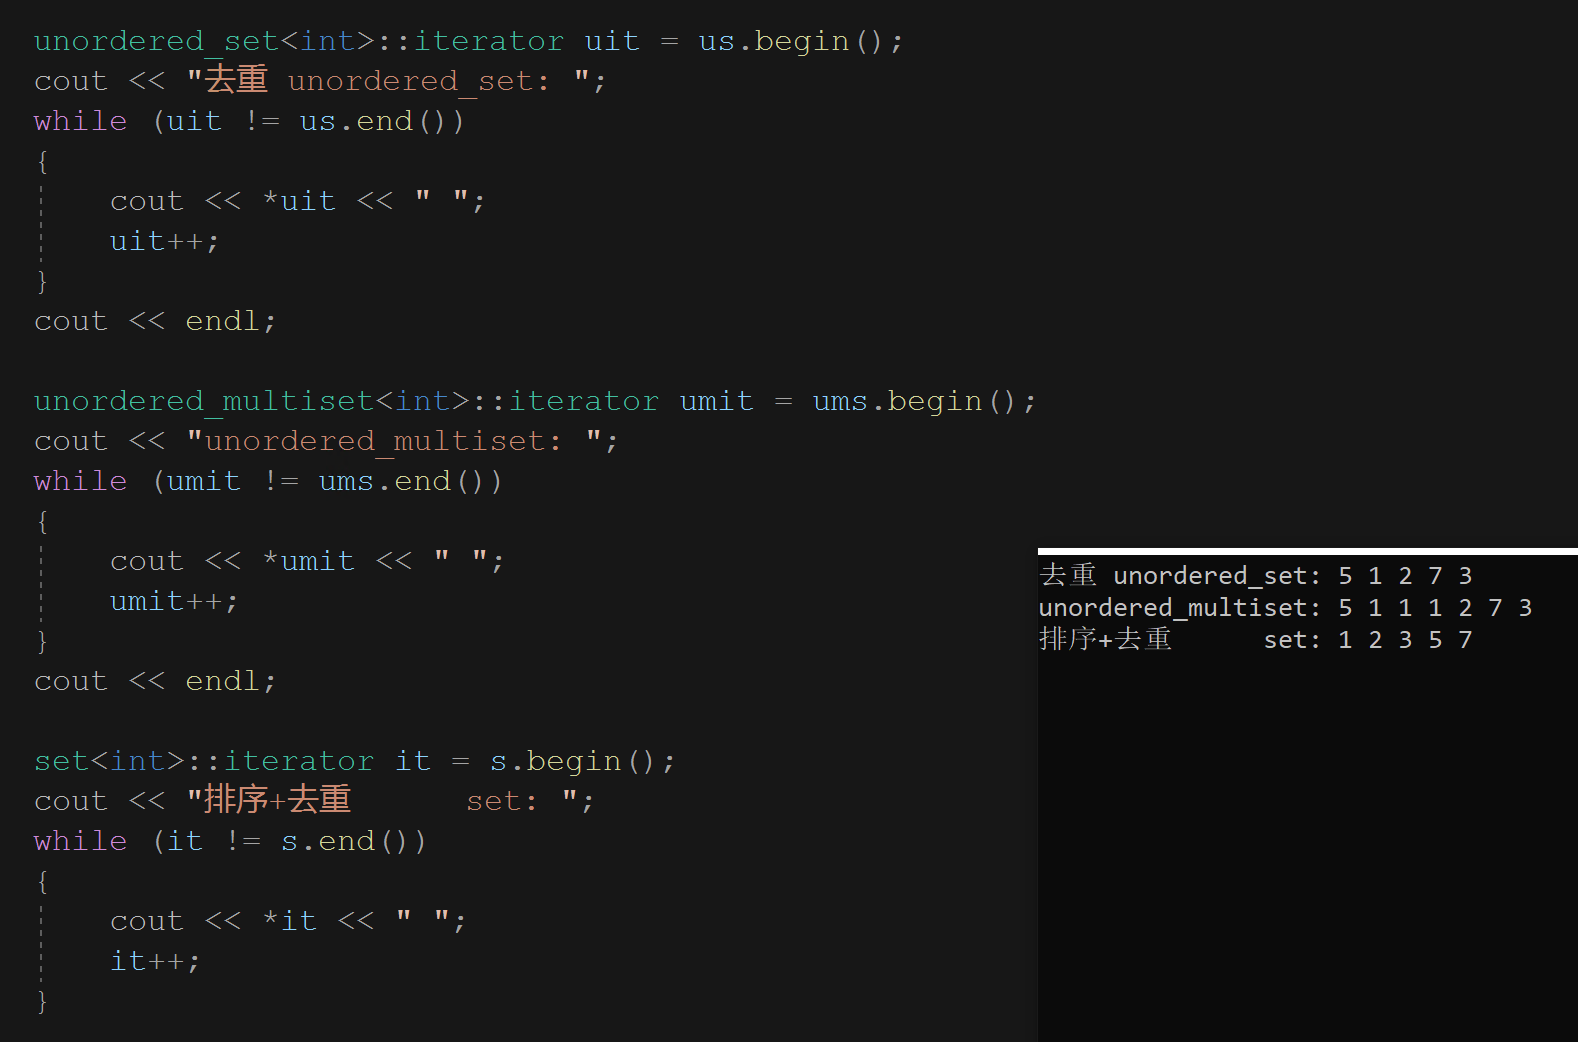 unordered_set<int>::iterator uit = us.begin();
cout << "去重 unordered_set: ";
while (uit != us.end())
{
    cout << *uit << " ";
    uit++;
}
cout << endl;

unordered_multiset<int>::iterator umit = ums.begin();
cout << "unordered_multiset: ";
while (umit != ums.end())
{
    cout << *umit << " ";
    umit++;
}
cout << endl;

set<int>::iterator it = s.begin();
cout << "排序+去重      set: ";
while (it != s.end())
{
    cout << *it << " ";
    it++;
}
去重 unordered_set: 5 1 2 7 3
unordered_multiset: 5 1 1 1 2 7 3
排序+去重      set: 1 2 3 5 7